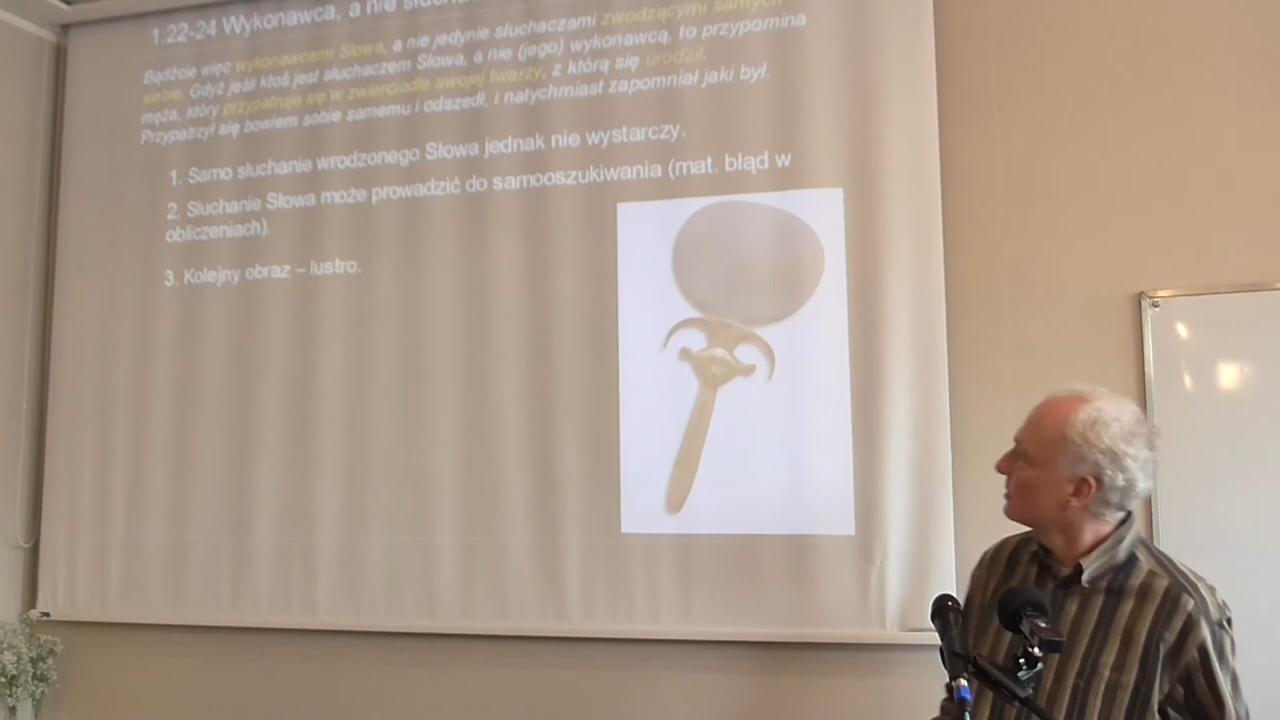 1:22-24 Wykonawca, a nie
Bądźcie więc wykonawcami Słowa, a nie jedynie słuchaczami zwodzącymi samych
siebie. Gdyż jeśli ktoś jest słuchaczem Słowa, a nie (jego) wykonawcą, to przypomina
męża, który przypatruje się w zwierciadle swojej twarzy, z którą się urodził.
Przypatrzył się bowiem sobie samemu i odszedł, i natychmiast zapomniał jaki był.
1. Samo słuchanie wrodzonego Słowa jednak nie wystarczy.
2. Słuchanie Słowa może prowadzić do samooszukiwania (mat. błąd w
obliczeniach).
3. Kolejny obraz – lustro.